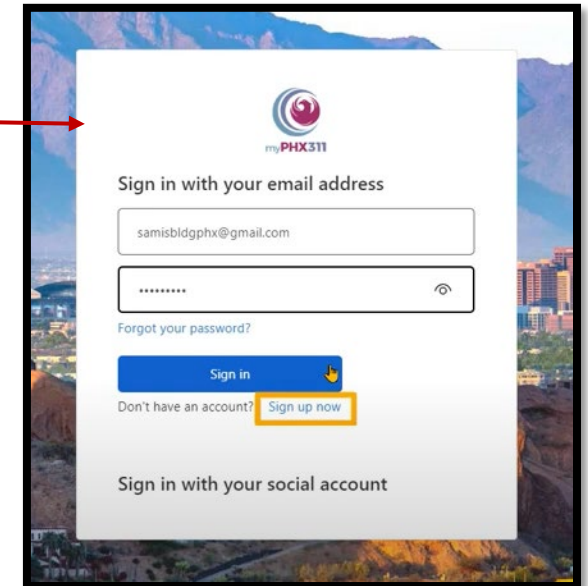 myPHX311
Sign in with your email address
samisbldgphx@gmail.com
•••••••••
Forgot your password?
Sign in
Don't have an account? Sign up now
Sign in with your social account